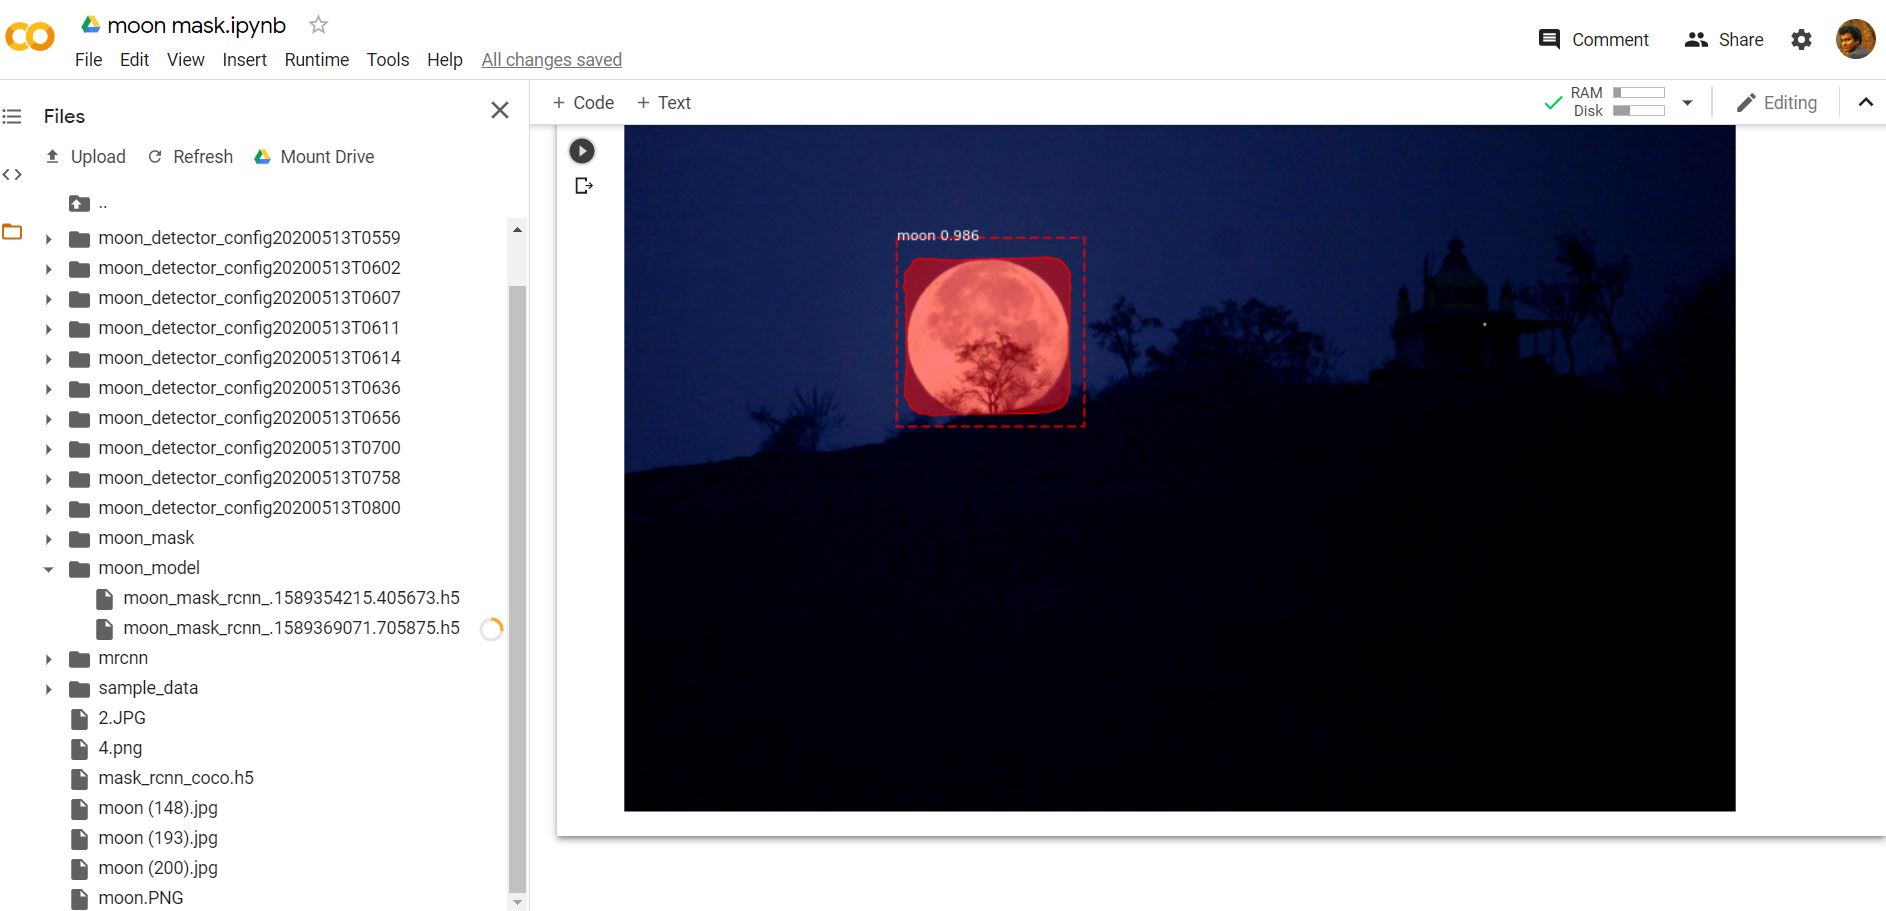 moon mask.ipynb
File Edit View Insert Runtime Tools Help All changes saved
Comment Share
Files
+ Code + Text
RAM
Disk
Editing
Upload Refresh Mount Drive
..
moon_detector_config20200513T0559
moon_detector_config20200513T0602
moon_detector_config20200513T0607
moon_detector_config20200513T0611
moon_detector_config20200513T0614
moon_detector_config20200513T0636
moon_detector_config20200513T0656
moon_detector_config20200513T0700
moon_detector_config20200513T0758
moon_detector_config20200513T0800
moon_mask
moon_model
moon_mask_rcnn_.1589354215.405673.h5
moon_mask_rcnn_.1589369071.705875.h5
mrcnn
sample_data
2.JPG
4.png
mask_rcnn_coco.h5
moon (148).jpg
moon (193).jpg
moon (200).jpg
moon.PNG
moon 0.986